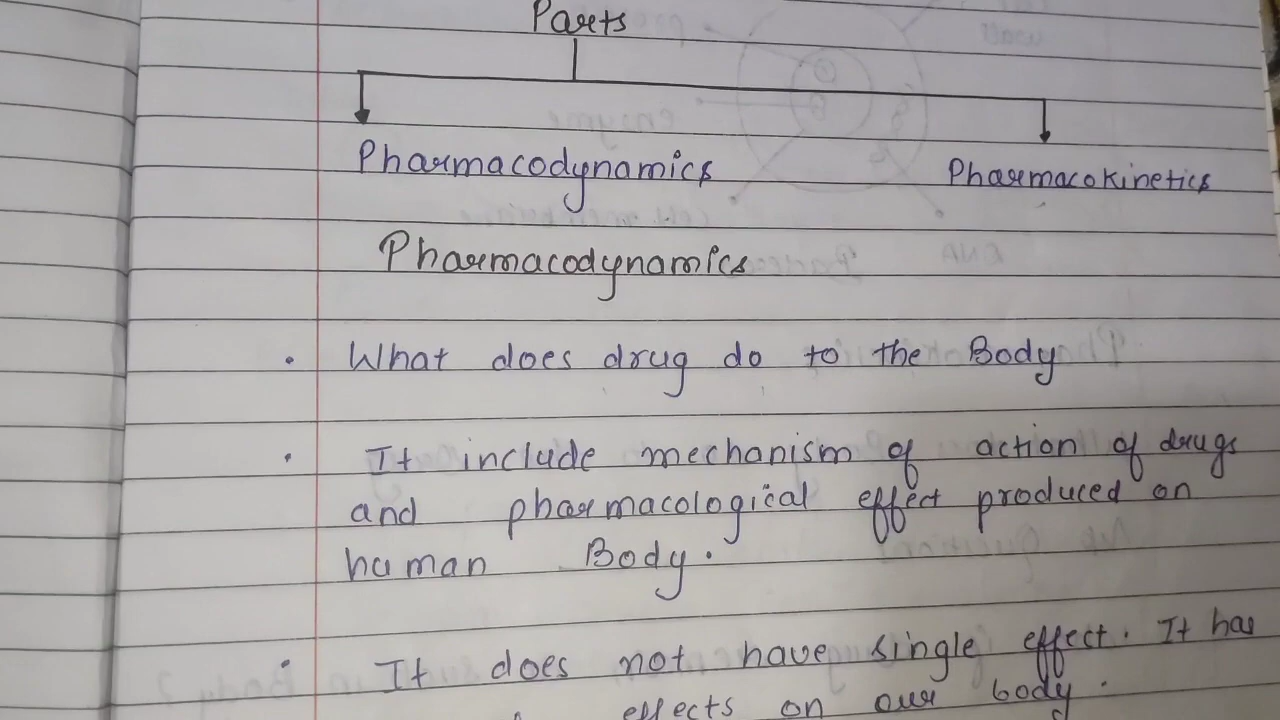 Parts
Pharmacodynamics Pharmacokinetics
Pharmacodynamics
• What does drug do to the Body
• It include mechanism of action of drugs
and pharmacological effect produced on
human Body.
• It does not have single effect. It has
effects on our body.